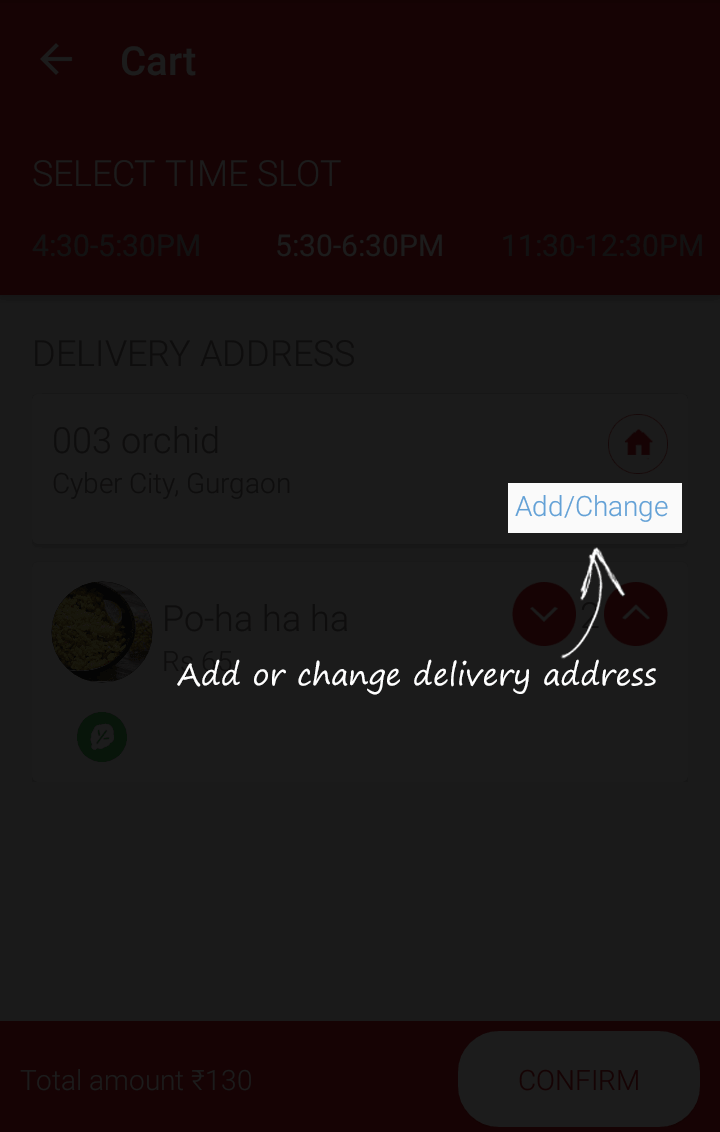 Cart
SELECT TIME SLOT
4:30-5:30PM 5:30-6:30PM 11:30-12:30PM
DELIVERY ADDRESS
003 orchid
Cyber City, Gurgaon
Add/Change
Po-ha ha ha 2
Rs 65
Add or change delivery address
Total amount ₹130 CONFIRM